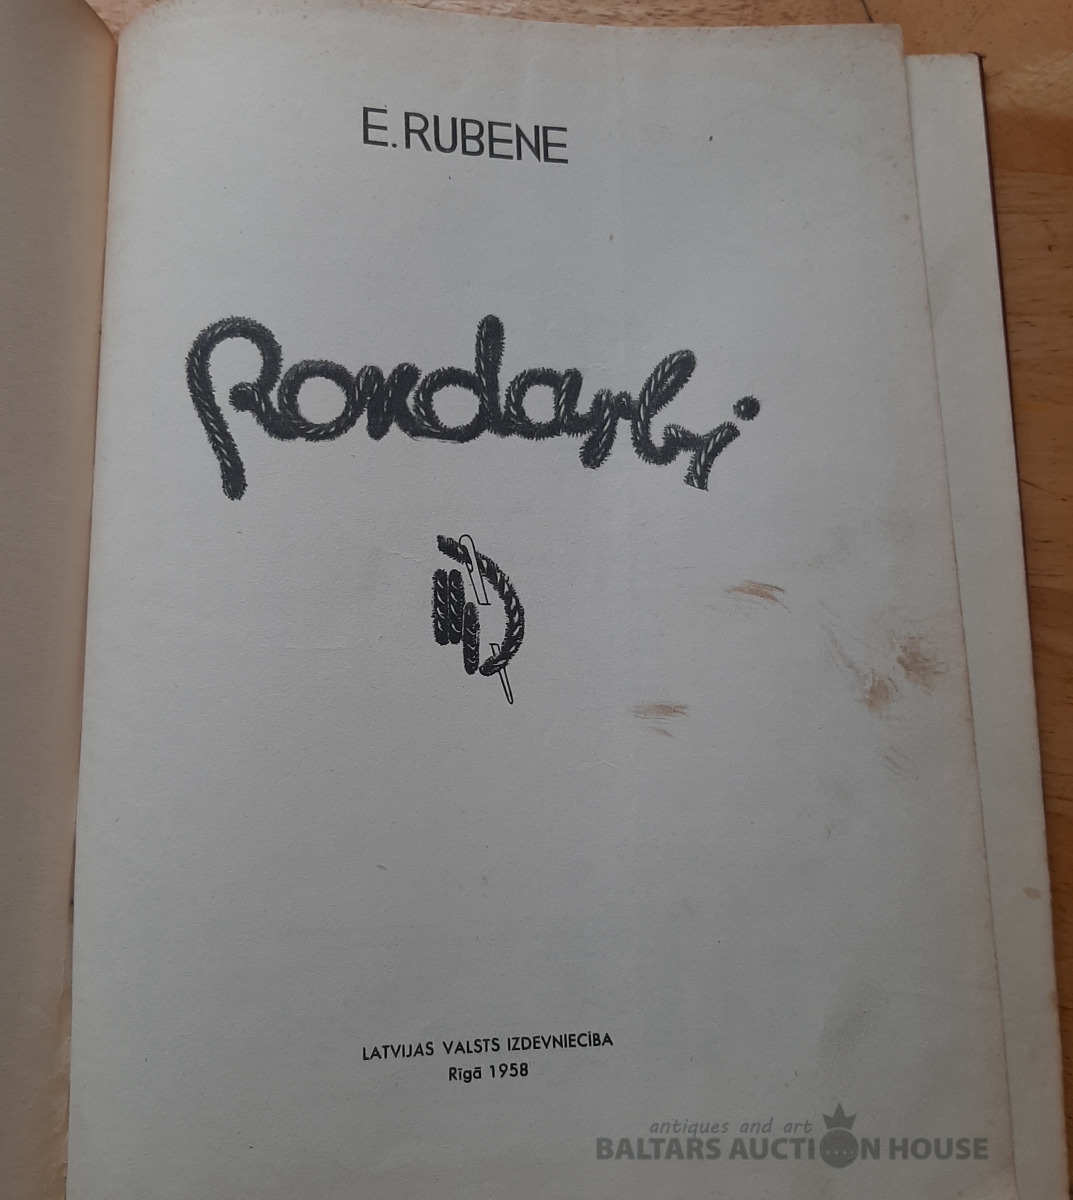 E. RUBENE
Rokdarbi
LATVIJAS VALSTS IZDEVNIECĪBA
Rīgā 1958
antiques and art
BALTARS AUCTION HOUSE